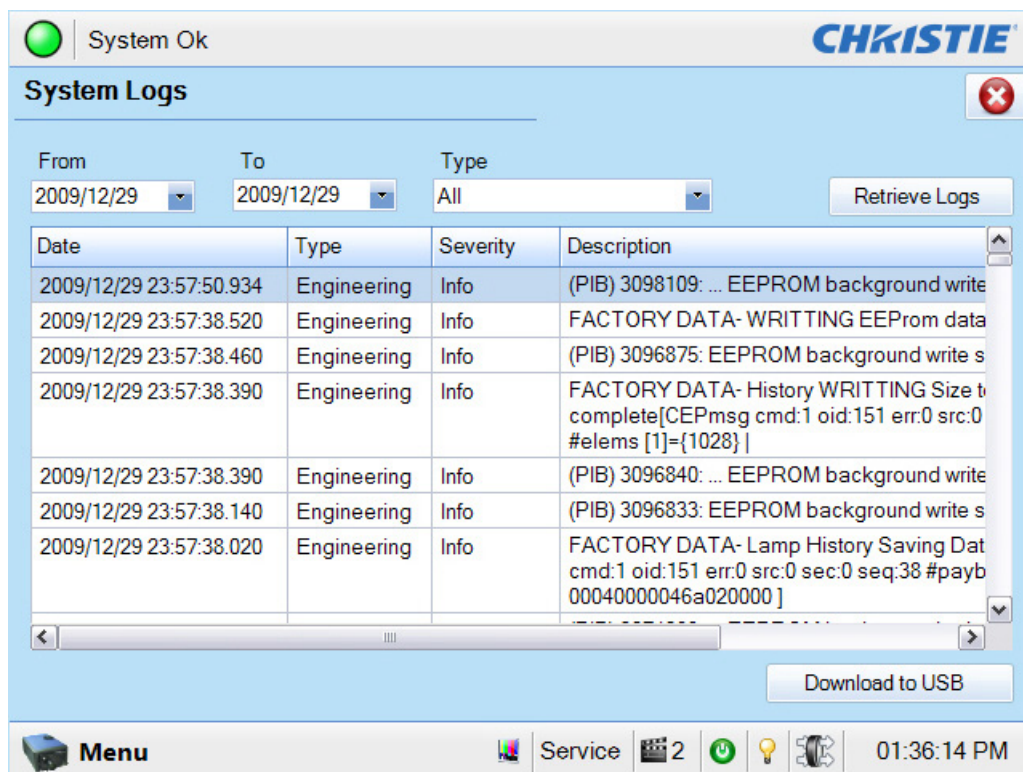 System Ok
CHRISTIE
System Logs
From To Type
2009/12/29 2009/12/29 All Retrieve Logs
Date Type Severity Description
2009/12/29 23:57:50.934 Engineering Info (PIB) 3098109: ... EEPROM background write
2009/12/29 23:57:38.520 Engineering Info FACTORY DATA- WRITTING EEProm data
2009/12/29 23:57:38.460 Engineering Info (PIB) 3096875: EEPROM background write s
2009/12/29 23:57:38.390 Engineering Info FACTORY DATA- History WRITTING Size
complete[CEPmsg cmd:1 oid:151 err:0 src:0
#elems [1]={1028} |
2009/12/29 23:57:38.390 Engineering Info (PIB) 3096840: ... EEPROM background write
2009/12/29 23:57:38.140 Engineering Info (PIB) 3096833: EEPROM background write s
2009/12/29 23:57:38.020 Engineering Info FACTORY DATA- Lamp History Saving Dat
cmd:1 oid:151 err:0 src:0 sec:0 seq:38 #payb
00040000046a020000 ]
Download to USB
Menu Service 2 01:36:14 PM